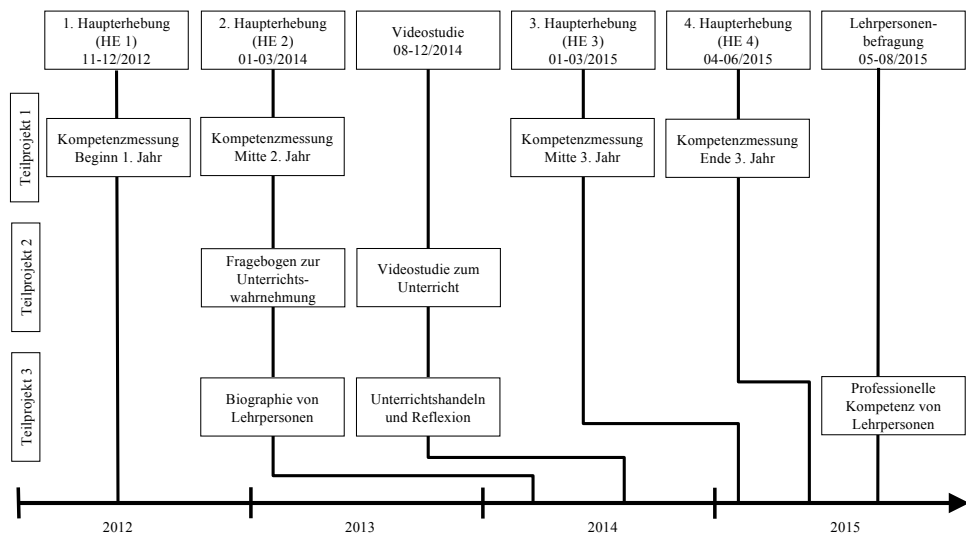 1. Haupterhebung
(HE 1)
11-12/2012
2. Haupterhebung
(HE 2)
01-03/2014
Videostudie
08-12/2014
3. Haupterhebung
(HE 3)
01-03/2015
4. Haupterhebung
(HE 4)
04-06/2015
Lehrpersonen-
befragung
05-08/2015
Teilprojekt 1
Kompetenzmessung
Beginn 1. Jahr
Kompetenzmessung
Mitte 2. Jahr
Kompetenzmessung
Mitte 3. Jahr
Kompetenzmessung
Ende 3. Jahr
Teilprojekt 2
Fragebogen zur
Unterrichts-
wahrnehmung
Videostudie zum
Unterricht
Teilprojekt 3
Biographie von
Lehrpersonen
Unterrichtshandeln
und Reflexion
Professionelle
Kompetenz von
Lehrpersonen
2012
2013
2014
2015